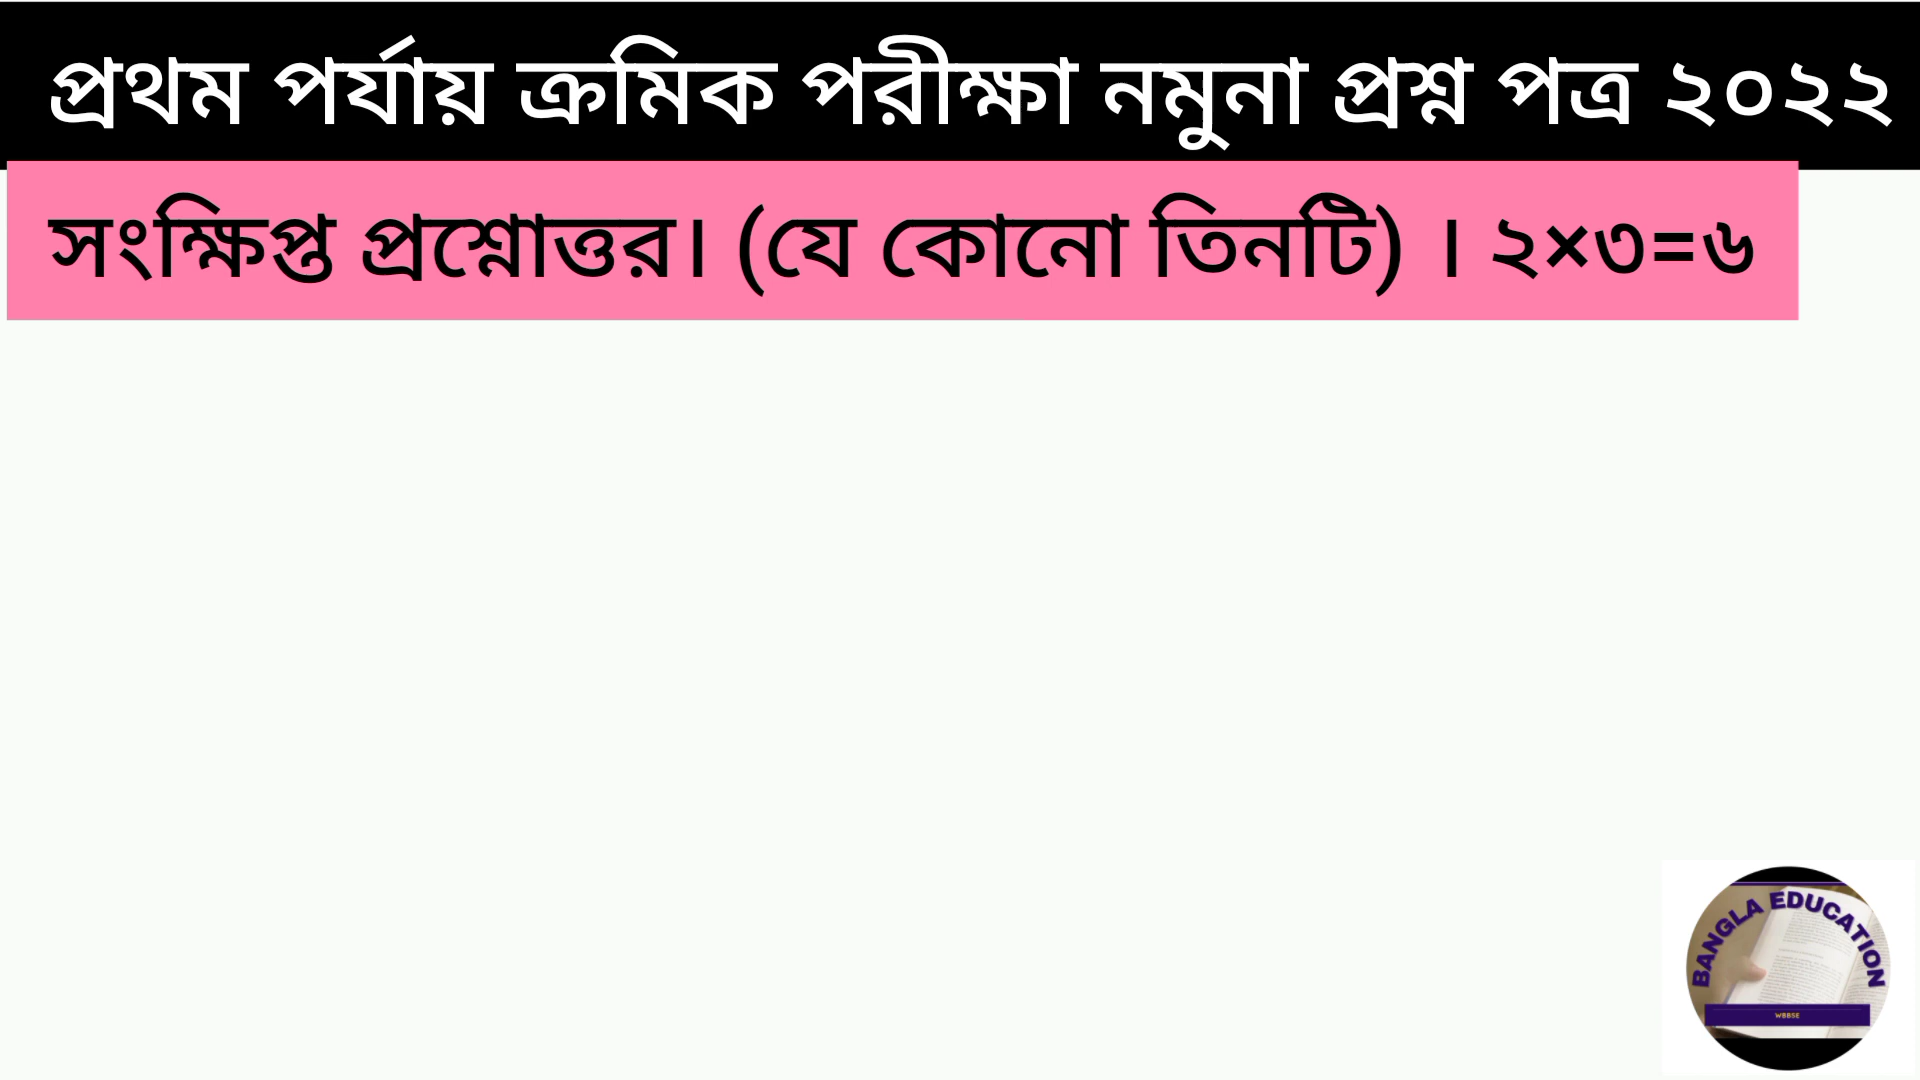 প্রথম পর্যায় ক্রমিক পরীক্ষা নমুনা প্রশ্ন পত্র ২০২২
সংক্ষিপ্ত প্রশ্নোত্তর। (যে কোনো তিনটি) । ২×৩=৬
BANGLA EDUCATION
WBBSE